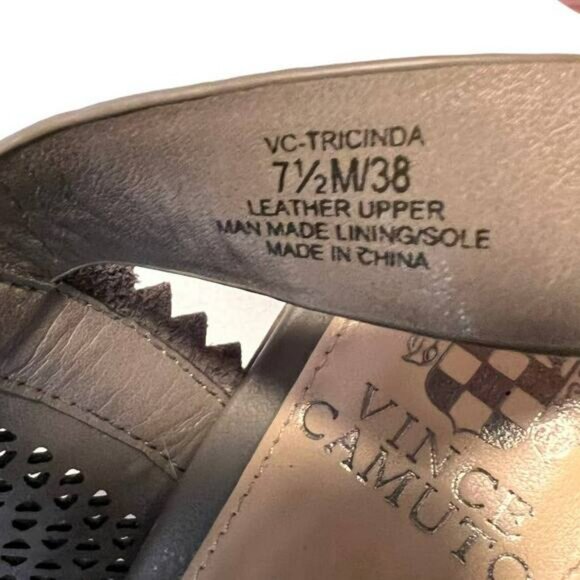 VC-TRICINDA
7½M/38
LEATHER UPPER
MAN MADE LINING/SOLE
MADE IN CHINA
VINCE
CAMUTO